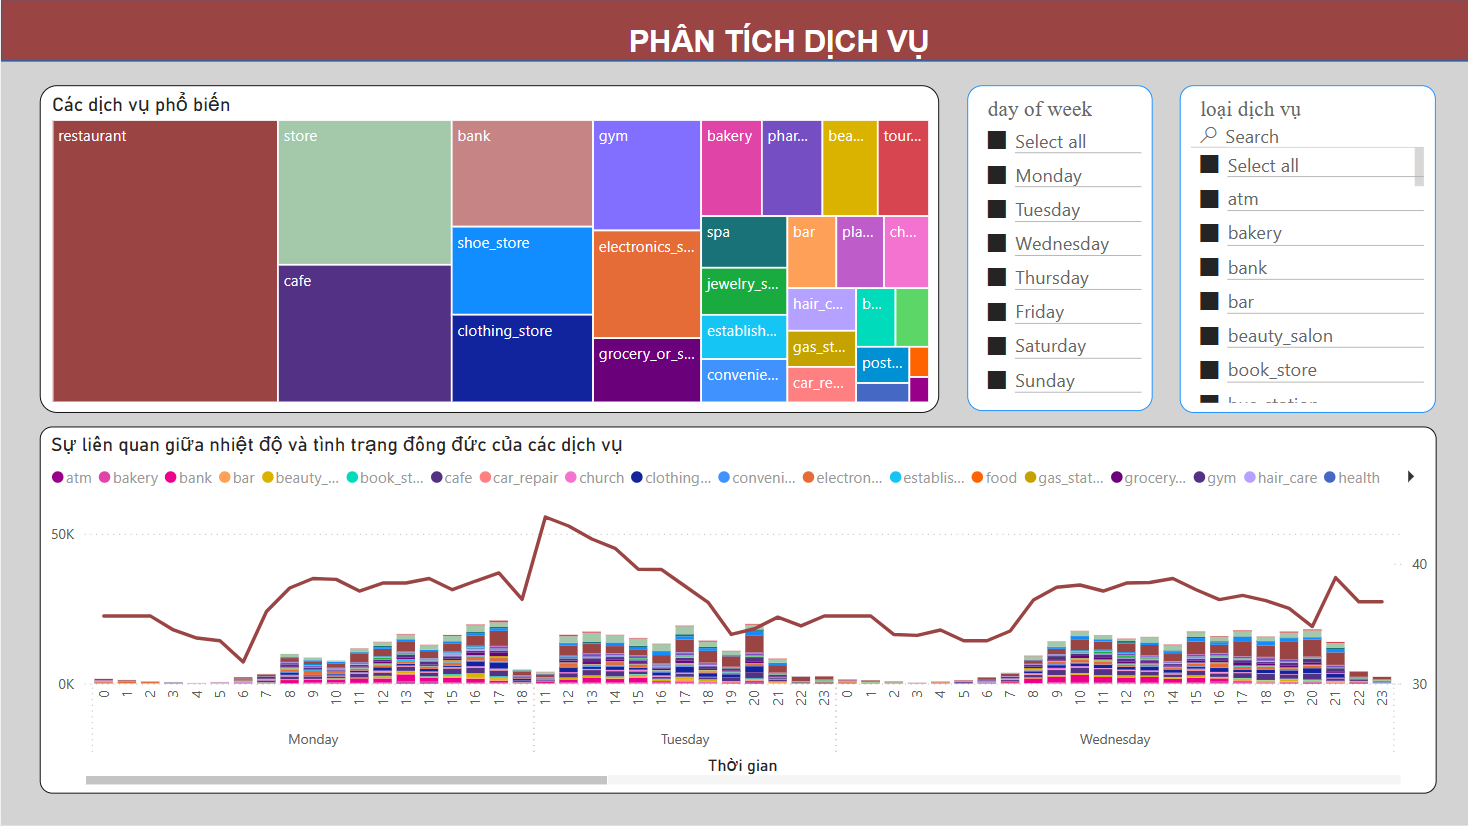 PHÂN TÍCH DỊCH VỤ
Các dịch vụ phổ biến
restaurant
store
bank
gym
bakery
phar...
bea...
tour...
shoe_store
electronics_s...
spa
bar
pla...
ch...
cafe
jewelry_s...
hair_c...
b...
clothing_store
establish...
gas_st...
grocery_or_s...
post...
convenie...
car_re...
day of week
Select all
Monday
Tuesday
Wednesday
Thursday
Friday
Saturday
Sunday
loại dịch vụ
Search
Select all
atm
bakery
bank
bar
beauty_salon
book_store
Sự liên quan giữa nhiệt độ và tình trạng đông đức của các dịch vụ
atm bakery bank bar beauty_... book_st... cafe car_repair church clothing... conveni... electron... establis... food gas_stat... grocery... gym hair_care health
50K
40
0K
30
0 1 2 3 4 5 6 7 8 9 10 11 12 13 14 15 16 17 18 11 12 13 14 15 16 17 18 19 20 21 22 23 0 1 2 3 4 5 6 7 8 9 10 11 12 13 14 15 16 17 18 19 20 21 22 23
Monday Tuesday Wednesday
Thời gian